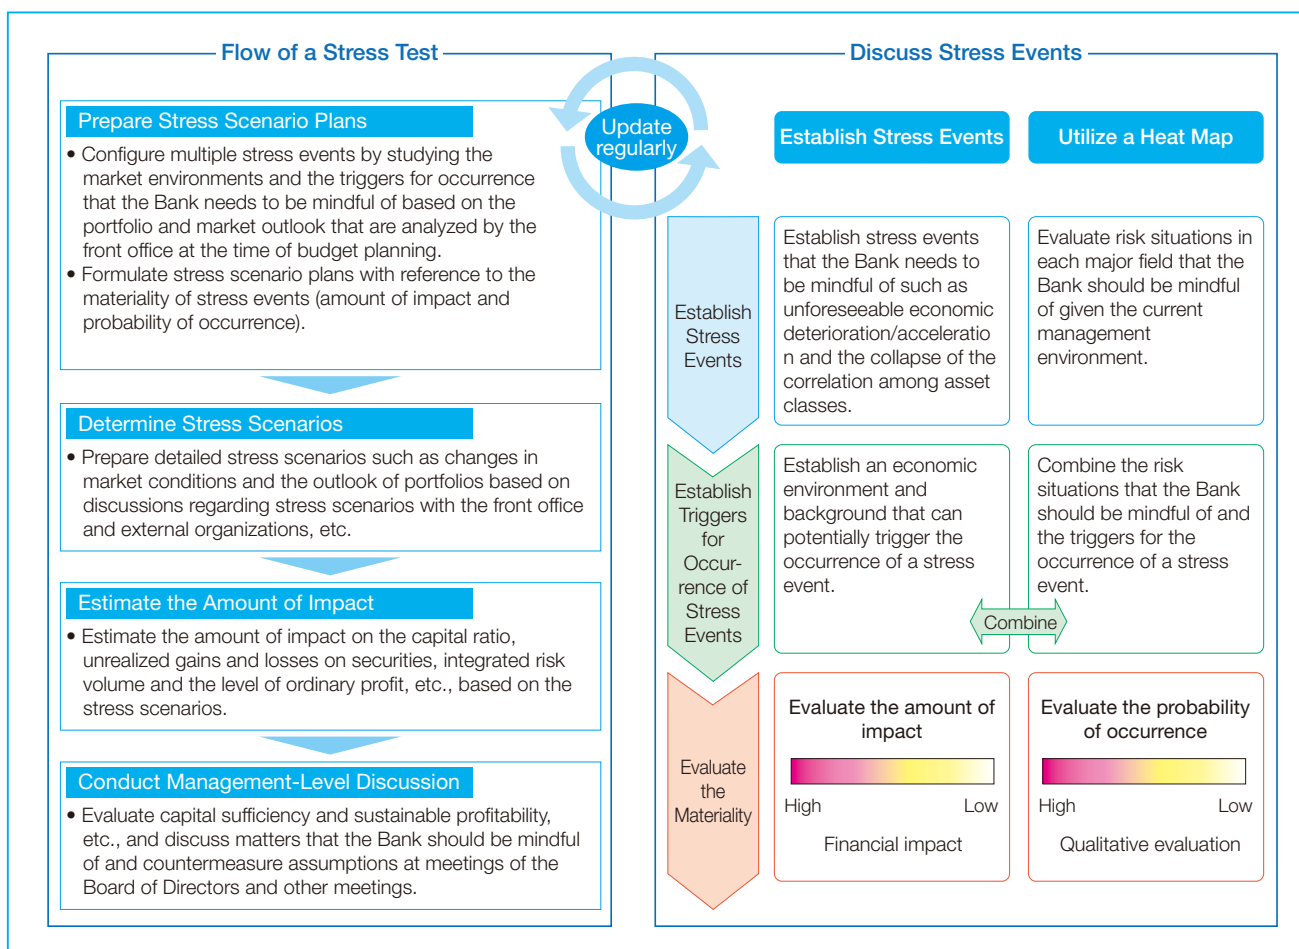 Flow of a Stress Test
Prepare Stress Scenario Plans
• Configure multiple stress events by studying the
market environments and the triggers for occurrence
that the Bank needs to be mindful of based on the
portfolio and market outlook that are analyzed by the
front office at the time of budget planning.
• Formulate stress scenario plans with reference to the
materiality of stress events (amount of impact and
probability of occurrence).
Determine Stress Scenarios
• Prepare detailed stress scenarios such as changes in
market conditions and the outlook of portfolios based on
discussions regarding stress scenarios with the front office
and external organizations, etc.
Estimate the Amount of Impact
• Estimate the amount of impact on the capital ratio,
unrealized gains and losses on securities, integrated risk
volume and the level of ordinary profit, etc., based on the
stress scenarios.
Conduct Management-Level Discussion
• Evaluate capital sufficiency and sustainable profitability,
etc., and discuss matters that the Bank should be mindful
of and countermeasure assumptions at meetings of the
Board of Directors and other meetings.
Update
regularly
Discuss Stress Events
Establish Stress Events
Utilize a Heat Map
Establish
Stress
Events
Establish stress events
that the Bank needs to
be mindful of such as
unforeseeable economic
deterioration/acceleratio
n and the collapse of the
correlation among asset
classes.
Evaluate risk situations in
each major field that the
Bank should be mindful
of given the current
management
environment.
Establish
Triggers
for
Occur-
rence of
Stress
Events
Establish an economic
environment and
background that can
potentially trigger the
occurrence of a stress
event.
Combine the risk
situations that the Bank
should be mindful of and
the triggers for the
occurrence of a stress
event.
Combine
Evaluate
the
Materiality
Evaluate the amount of
impact
High Low
Financial impact
Evaluate the probability
of occurrence
High Low
Qualitative evaluation